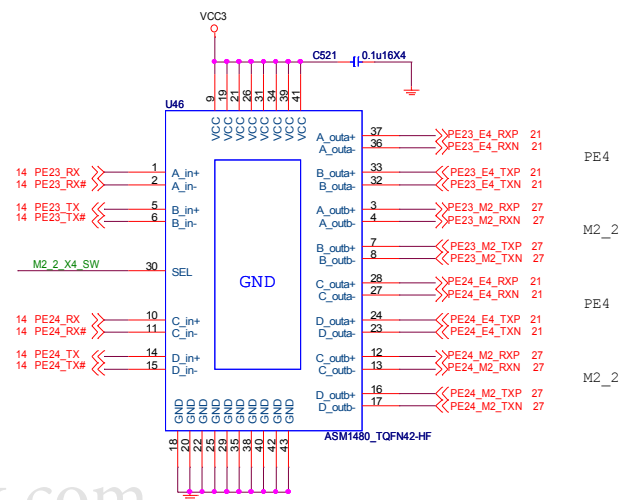 VCC3
C521 0.1u16X4
U46
9 19 21 26 31 34 39 41
VCC VCC VCC VCC VCC VCC VCC VCC
A_outa+ 37 PE23_E4_RXP 21
A_outa- 36 PE23_E4_RXN 21
PE4
14 PE23_RX 1 A_in+
14 PE23_RX# 2 A_in-
B_outa+ 33 PE23_E4_TXP 21
B_outa- 32 PE23_E4_TXN 21
14 PE23_TX 5 B_in+
14 PE23_TX# 6 B_in-
A_outb+ 3 PE23_M2_RXP 27
A_outb- 4 PE23_M2_RXN 27
M2_2
B_outb+ 7 PE23_M2_TXP 27
B_outb- 8 PE23_M2_TXN 27
M2_2_X4_SW 30 SEL
GND
C_outa+ 28 PE24_E4_RXP 21
C_outa- 27 PE24_E4_RXN 21
PE4
14 PE24_RX 10 C_in+
14 PE24_RX# 11 C_in-
D_outa+ 24 PE24_E4_TXP 21
D_outa- 23 PE24_E4_TXN 21
14 PE24_TX 14 D_in+
14 PE24_TX# 15 D_in-
C_outb+ 12 PE24_M2_RXP 27
C_outb- 13 PE24_M2_RXN 27
M2_2
D_outb+ 16 PE24_M2_TXP 27
D_outb- 17 PE24_M2_TXN 27
GND GND GND GND GND GND GND GND GND GND
18 20 22 25 29 35 38 40 42 43
ASM1480_TQFN42-HF
.com